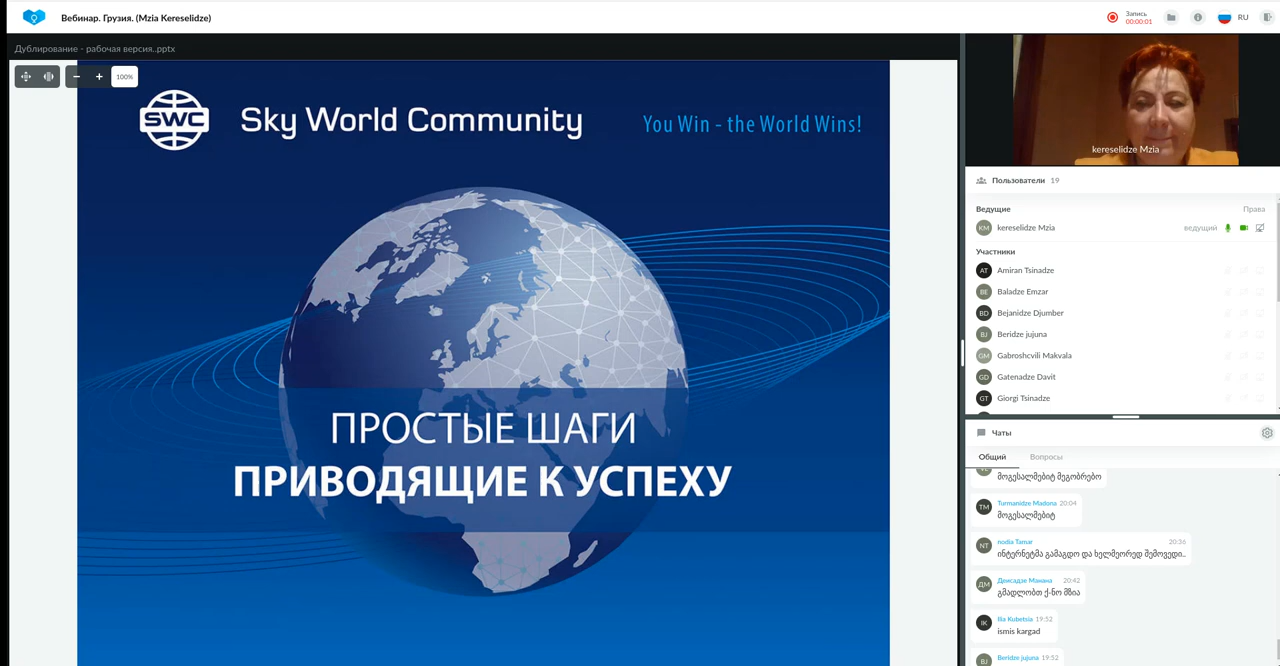 Вебинар. Грузия. (Mzia Kereselidze)
Запись
00:00:01
RU
Дублирование - рабочая версия..pptx
100%
SWC
Sky World Community
You Win - the World Wins!
ПРОСТЫЕ ШАГИ
ПРИВОДЯЩИЕ К УСПЕХУ
kereselidze Mzia
Пользователи 19
Ведущие Права
KM kereselidze Mzia ведущий
Участники
AT Amiran Tsinadze
BE Baladze Emzar
BD Bejanidze Djumber
BJ Beridze jujuna
GM Gabroshcvili Makvala
GD Gatenadze Davit
GT Giorgi Tsinadze
Чаты
Общий Вопросы
მოგესალმებიტ მეგობრებო
TM Turmanidze Madona 20:04
მოგესალმებიტ
NT nodia Tamar 20:36
ინტერნეტმა გამაგდო და ხელმეორედ შემოვედი..
ДМ Деисадзе Манана 20:42
გმადლობთ ქ-ნო მზია
IK Illa Kubetsia 19:52
ismis kargad
BJ Beridze jujuna 19:52